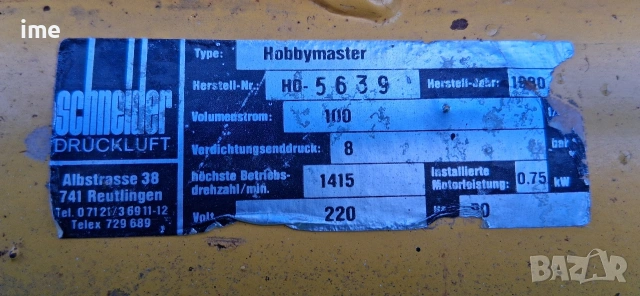 ime
schneider
DRUCKLUFT
Albstrasse 38
741 Reutlingen
Tel. 07121/36911-12
Telex 729 689
Type: Hobbymaster
Herstell-Nr.: HO-5639 Herstell-Jahr: 1980
Volumenstrom: 100
Verdichtungsenddruck: 8 bar
höchste Betriebs-
drehzahl/min. 1415
Installierte
Motorleistung: 0.75 kW
Volt 220
BAZAR
bg